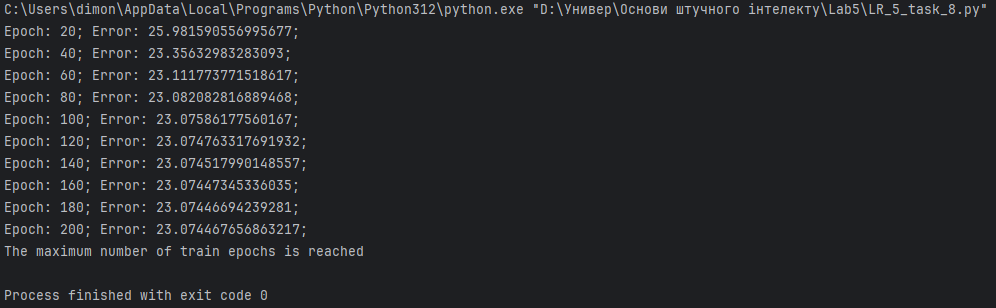 C:\Users\dimon\AppData\Local\Programs\Python\Python312\python.exe "D:\Универ\Основи штучного інтелекту\Lab5\LR_5_task_8.py"
Epoch: 20; Error: 25.981590556995677;
Epoch: 40; Error: 23.35632983283093;
Epoch: 60; Error: 23.111773771518617;
Epoch: 80; Error: 23.082082816889468;
Epoch: 100; Error: 23.07586177560167;
Epoch: 120; Error: 23.074763317691932;
Epoch: 140; Error: 23.074517990148557;
Epoch: 160; Error: 23.07447345336035;
Epoch: 180; Error: 23.07446694239281;
Epoch: 200; Error: 23.074467656863217;
The maximum number of train epochs is reached
Process finished with exit code 0